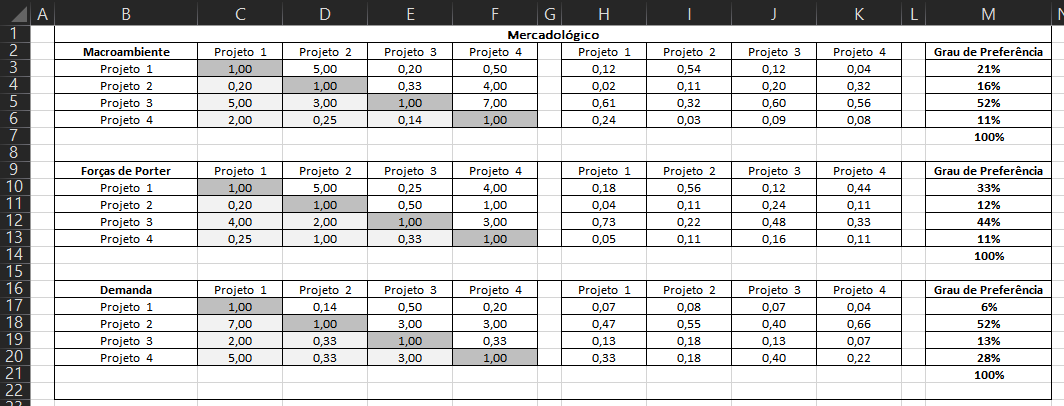 A B C D E F G H I J K L M
1 Mercadológico
2 Macroambiente Projeto 1 Projeto 2 Projeto 3 Projeto 4 Projeto 1 Projeto 2 Projeto 3 Projeto 4 Grau de Preferência
3 Projeto 1 1,00 5,00 0,20 0,50 0,12 0,54 0,12 0,04 21%
4 Projeto 2 0,20 1,00 0,33 4,00 0,02 0,11 0,20 0,32 16%
5 Projeto 3 5,00 3,00 1,00 7,00 0,61 0,32 0,60 0,56 52%
6 Projeto 4 2,00 0,25 0,14 1,00 0,24 0,03 0,09 0,08 11%
7 100%
8
9 Forças de Porter Projeto 1 Projeto 2 Projeto 3 Projeto 4 Projeto 1 Projeto 2 Projeto 3 Projeto 4 Grau de Preferência
10 Projeto 1 1,00 5,00 0,25 4,00 0,18 0,56 0,12 0,44 33%
11 Projeto 2 0,20 1,00 0,50 1,00 0,04 0,11 0,24 0,11 12%
12 Projeto 3 4,00 2,00 1,00 3,00 0,73 0,22 0,48 0,33 44%
13 Projeto 4 0,25 1,00 0,33 1,00 0,05 0,11 0,16 0,11 11%
14 100%
15
16 Demanda Projeto 1 Projeto 2 Projeto 3 Projeto 4 Projeto 1 Projeto 2 Projeto 3 Projeto 4 Grau de Preferência
17 Projeto 1 1,00 0,14 0,50 0,20 0,07 0,08 0,07 0,04 6%
18 Projeto 2 7,00 1,00 3,00 3,00 0,47 0,55 0,40 0,66 52%
19 Projeto 3 2,00 0,33 1,00 0,33 0,13 0,18 0,13 0,07 13%
20 Projeto 4 5,00 0,33 3,00 1,00 0,33 0,18 0,40 0,22 28%
21 100%
22